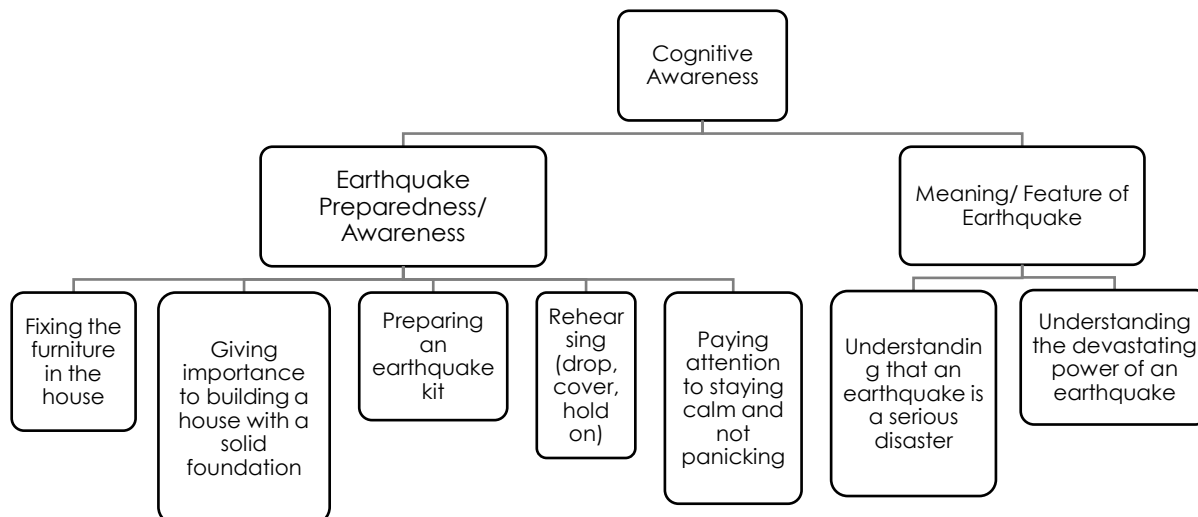 Cognitive
Awareness
Earthquake
Preparedness/
Awareness
Meaning/ Feature of
Earthquake
Fixing the
furniture
in the
house
Giving
importance
to building a
house with a
solid
foundation
Preparing
an
earthquake
kit
Rehear
sing
(drop,
cover,
hold
on)
Paying
attention
to staying
calm and
not
panicking
Understandin
g that an
earthquake is
a serious
disaster
Understanding
the devastating
power of an
earthquake